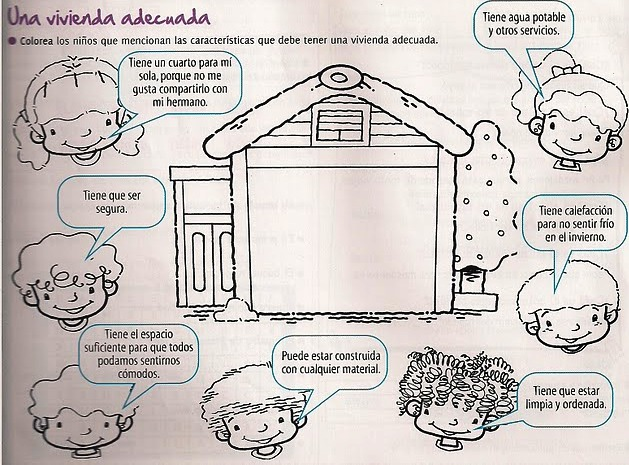 Una vivienda adecuada
Colorea los niños que mencionan las características que debe tener una vivienda adecuada.
Tiene un cuarto para mí
sola, porque no me
gusta compartirlo con
mi hermano.
Tiene agua potable
y otros servicios.
Tiene que ser
segura.
Tiene calefacción
para no sentir frío
en el invierno.
Tiene el espacio
suficiente para que todos
podamos sentirnos
cómodos.
Puede estar construida
con cualquier material.
Tiene que estar
limpia y ordenada.